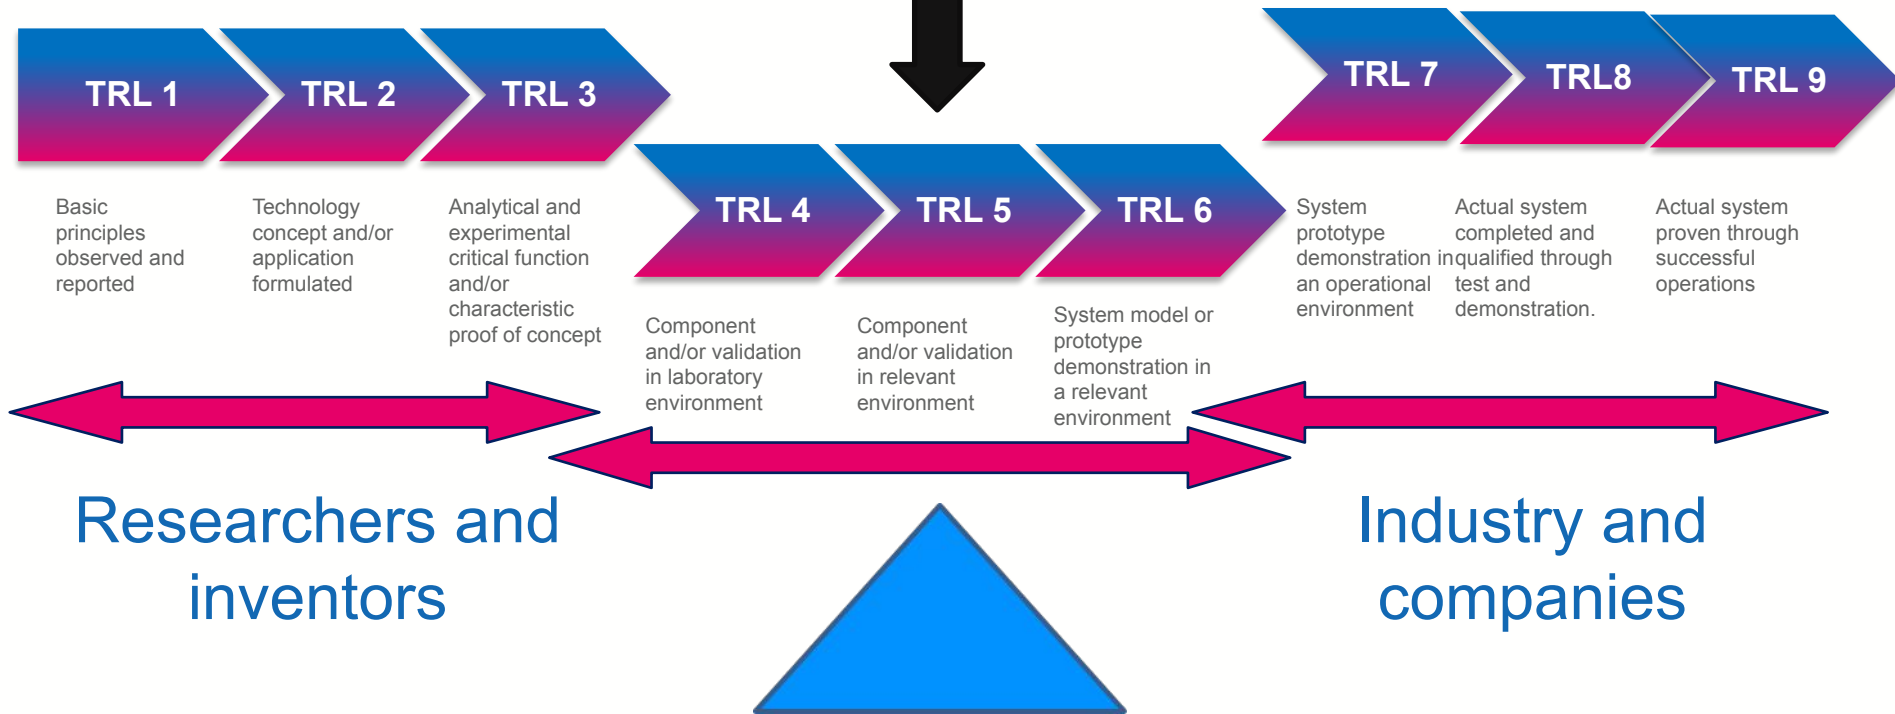 TRL 1
TRL 2
TRL 3
TRL 4
TRL 5
TRL 6
TRL 7
TRL8
TRL 9
Basic
principles
observed and
reported
Technology
concept and/or
application
formulated
Analytical and
experimental
critical function
and/or
characteristic
proof of concept
Component
and/or validation
in laboratory
environment
Component
and/or validation
in relevant
environment
System model or
prototype
demonstration in
a relevant
environment
System
prototype
demonstration in
an operational
environment
Actual system
completed and
qualified through
test and
demonstration.
Actual system
proven through
successful
operations
Researchers and
inventors
Industry and
companies